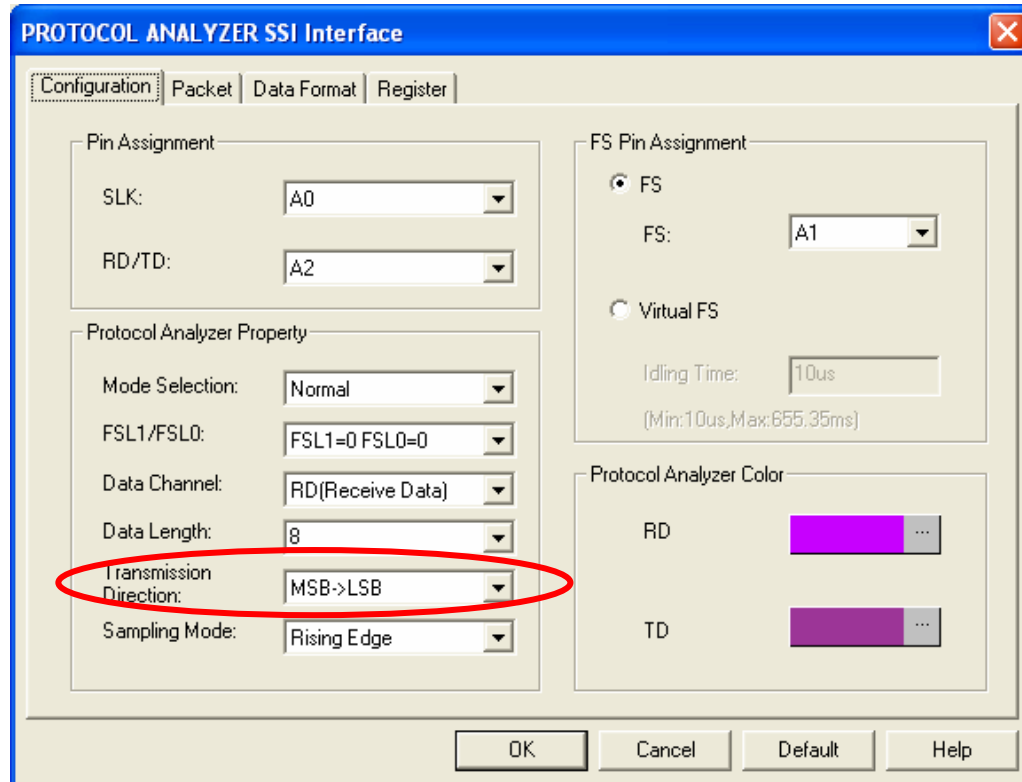 PROTOCOL ANALYZER SSI Interface
Configuration Packet Data Format Register
Pin Assignment
SLK: A0
RD/TD: A2
Protocol Analyzer Property
Mode Selection: Normal
FSL1/FSL0: FSL1=0 FSL0=0
Data Channel: RD(Receive Data)
Data Length: 8
Transmission
Direction: MSB->LSB
Sampling Mode: Rising Edge
FS Pin Assignment
FS
FS: A1
Virtual FS
Idling Time: 10us
(Min:10us,Max:655.35ms)
Protocol Analyzer Color
RD ...
TD ...
OK Cancel Default Help